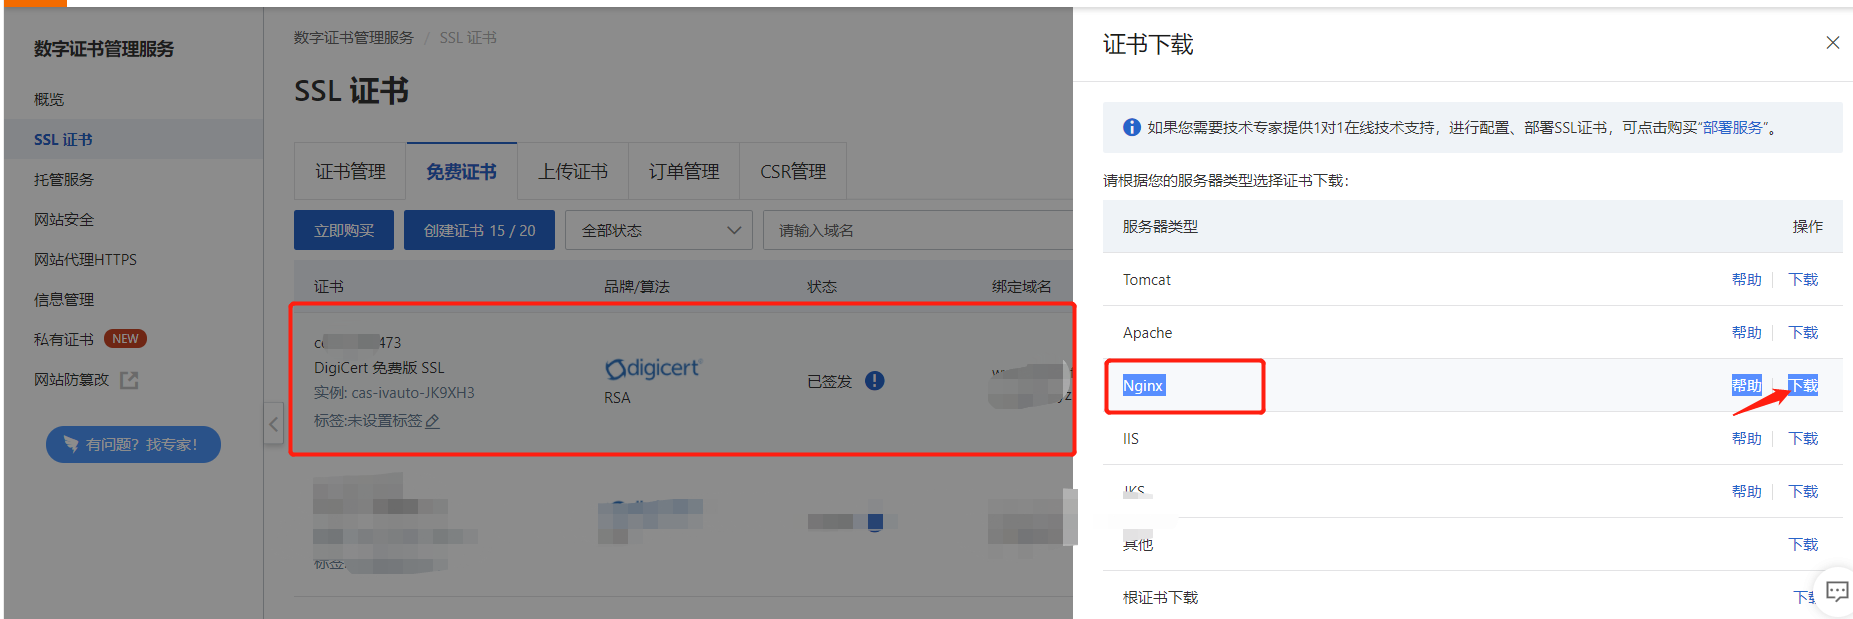 数字证书管理服务
概览
SSL 证书
托管服务
网站安全
网站代理HTTPS
信息管理
私有证书 NEW
网站防篡改
有问题？找专家！
数字证书管理服务 / SSL 证书
SSL 证书
证书管理
免费证书
上传证书
订单管理
CSR管理
立即购买
创建证书 15 / 20
全部状态
请输入域名
证书
品牌/算法
状态
绑定域名
473
DigiCert 免费版 SSL
实例: cas-ivauto-JK9XH3
标签:未设置标签
digicert
RSA
已签发
标签:
证书下载
如果您需要技术专家提供1对1在线技术支持，进行配置、部署SSL证书，可点击购买“部署服务”。
请根据您的服务器类型选择证书下载：
服务器类型 操作
Tomcat 帮助 下载
Apache 帮助 下载
Nginx 帮助 下载
IIS 帮助 下载
JKS 帮助 下载
其他 下载
根证书下载 下载